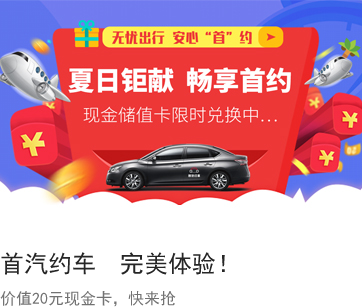 无忧出行 安心“首”约
夏日钜献 畅享首约
现金储值卡限时兑换中...
¥
¥
首汽约车 完美体验!
价值20元现金卡，快来抢